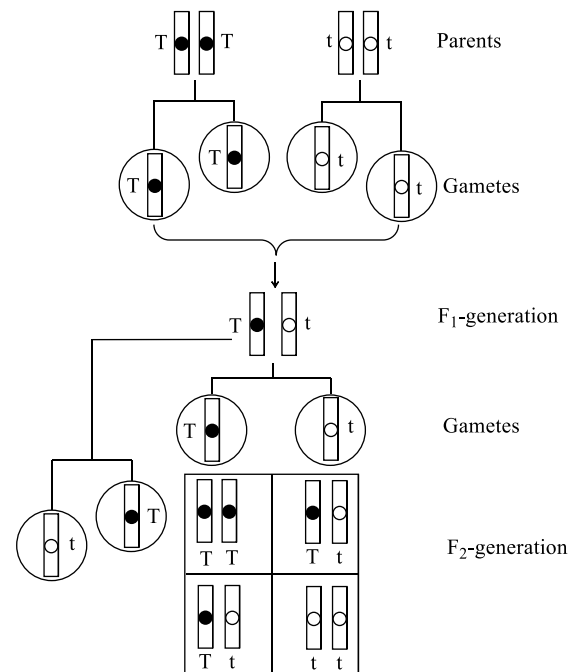 T T t t Parents
T T t t Gametes
T t F₁-generation
T t Gametes
t T
T T T t F₂-generation
T t t t